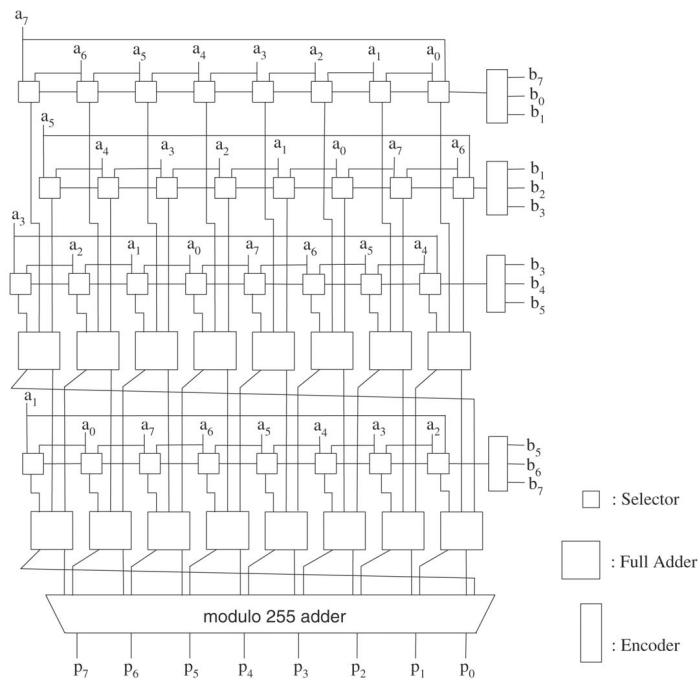 a₇
a₆ a₅ a₄ a₃ a₂ a₁ a₀
b₇
b₀
b₁
a₅
a₄ a₃ a₂ a₁ a₀ a₇ a₆
b₁
b₂
b₃
a₃
a₂ a₁ a₀ a₇ a₆ a₅ a₄
b₃
b₄
b₅
a₁
a₀ a₇ a₆ a₅ a₄ a₃ a₂
b₅
b₆
b₇
: Selector
: Full Adder
: Encoder
modulo 255 adder
p₇ p₆ p₅ p₄ p₃ p₂ p₁ p₀